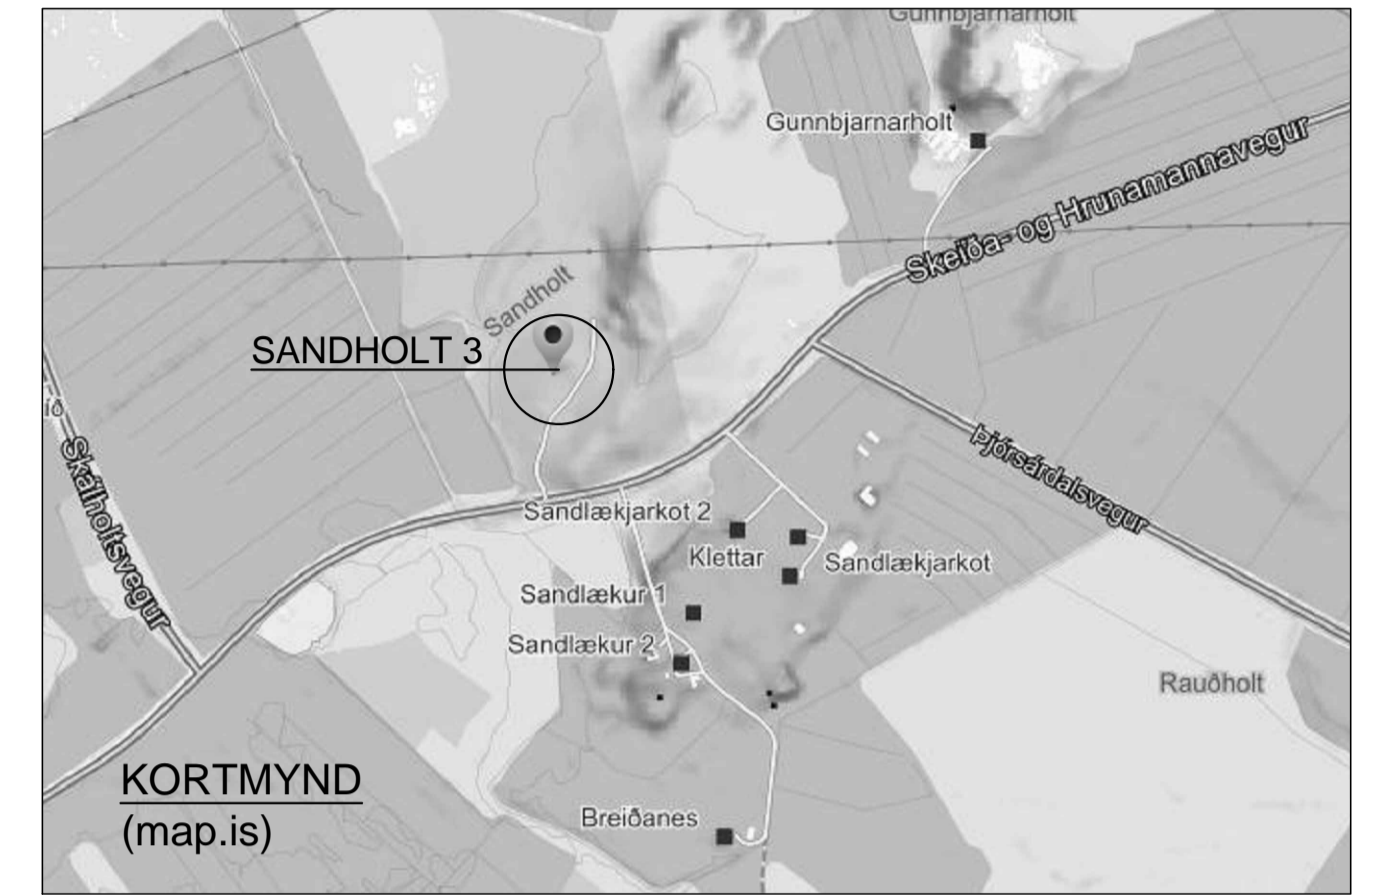 Gunnbjarnarholt
Gunnbjarnarholt
Skeiða- og Hrunamannavegur
Sandholt
SANDHOLT 3
íð
Skálholtsvegur
Þjórsárdalsvegur
Sandlækjarkot 2
Klettar
Sandlækjarkot
Sandlækur 1
Sandlækur 2
Rauðholt
KORTMYND
(map.is)
Breiðanes